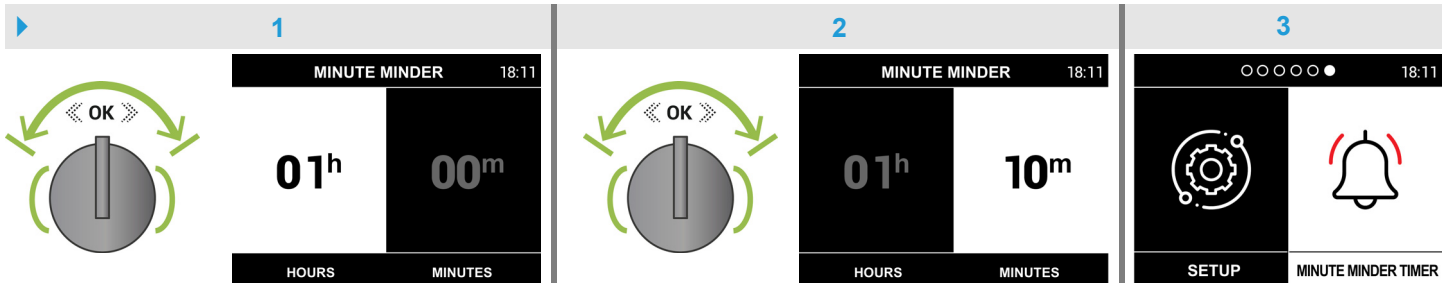 1
2
3
OK
MINUTE MINDER 18:11
01h 00m
HOURS MINUTES
OK
MINUTE MINDER 18:11
01h 10m
HOURS MINUTES
18:11
SETUP MINUTE MINDER TIMER